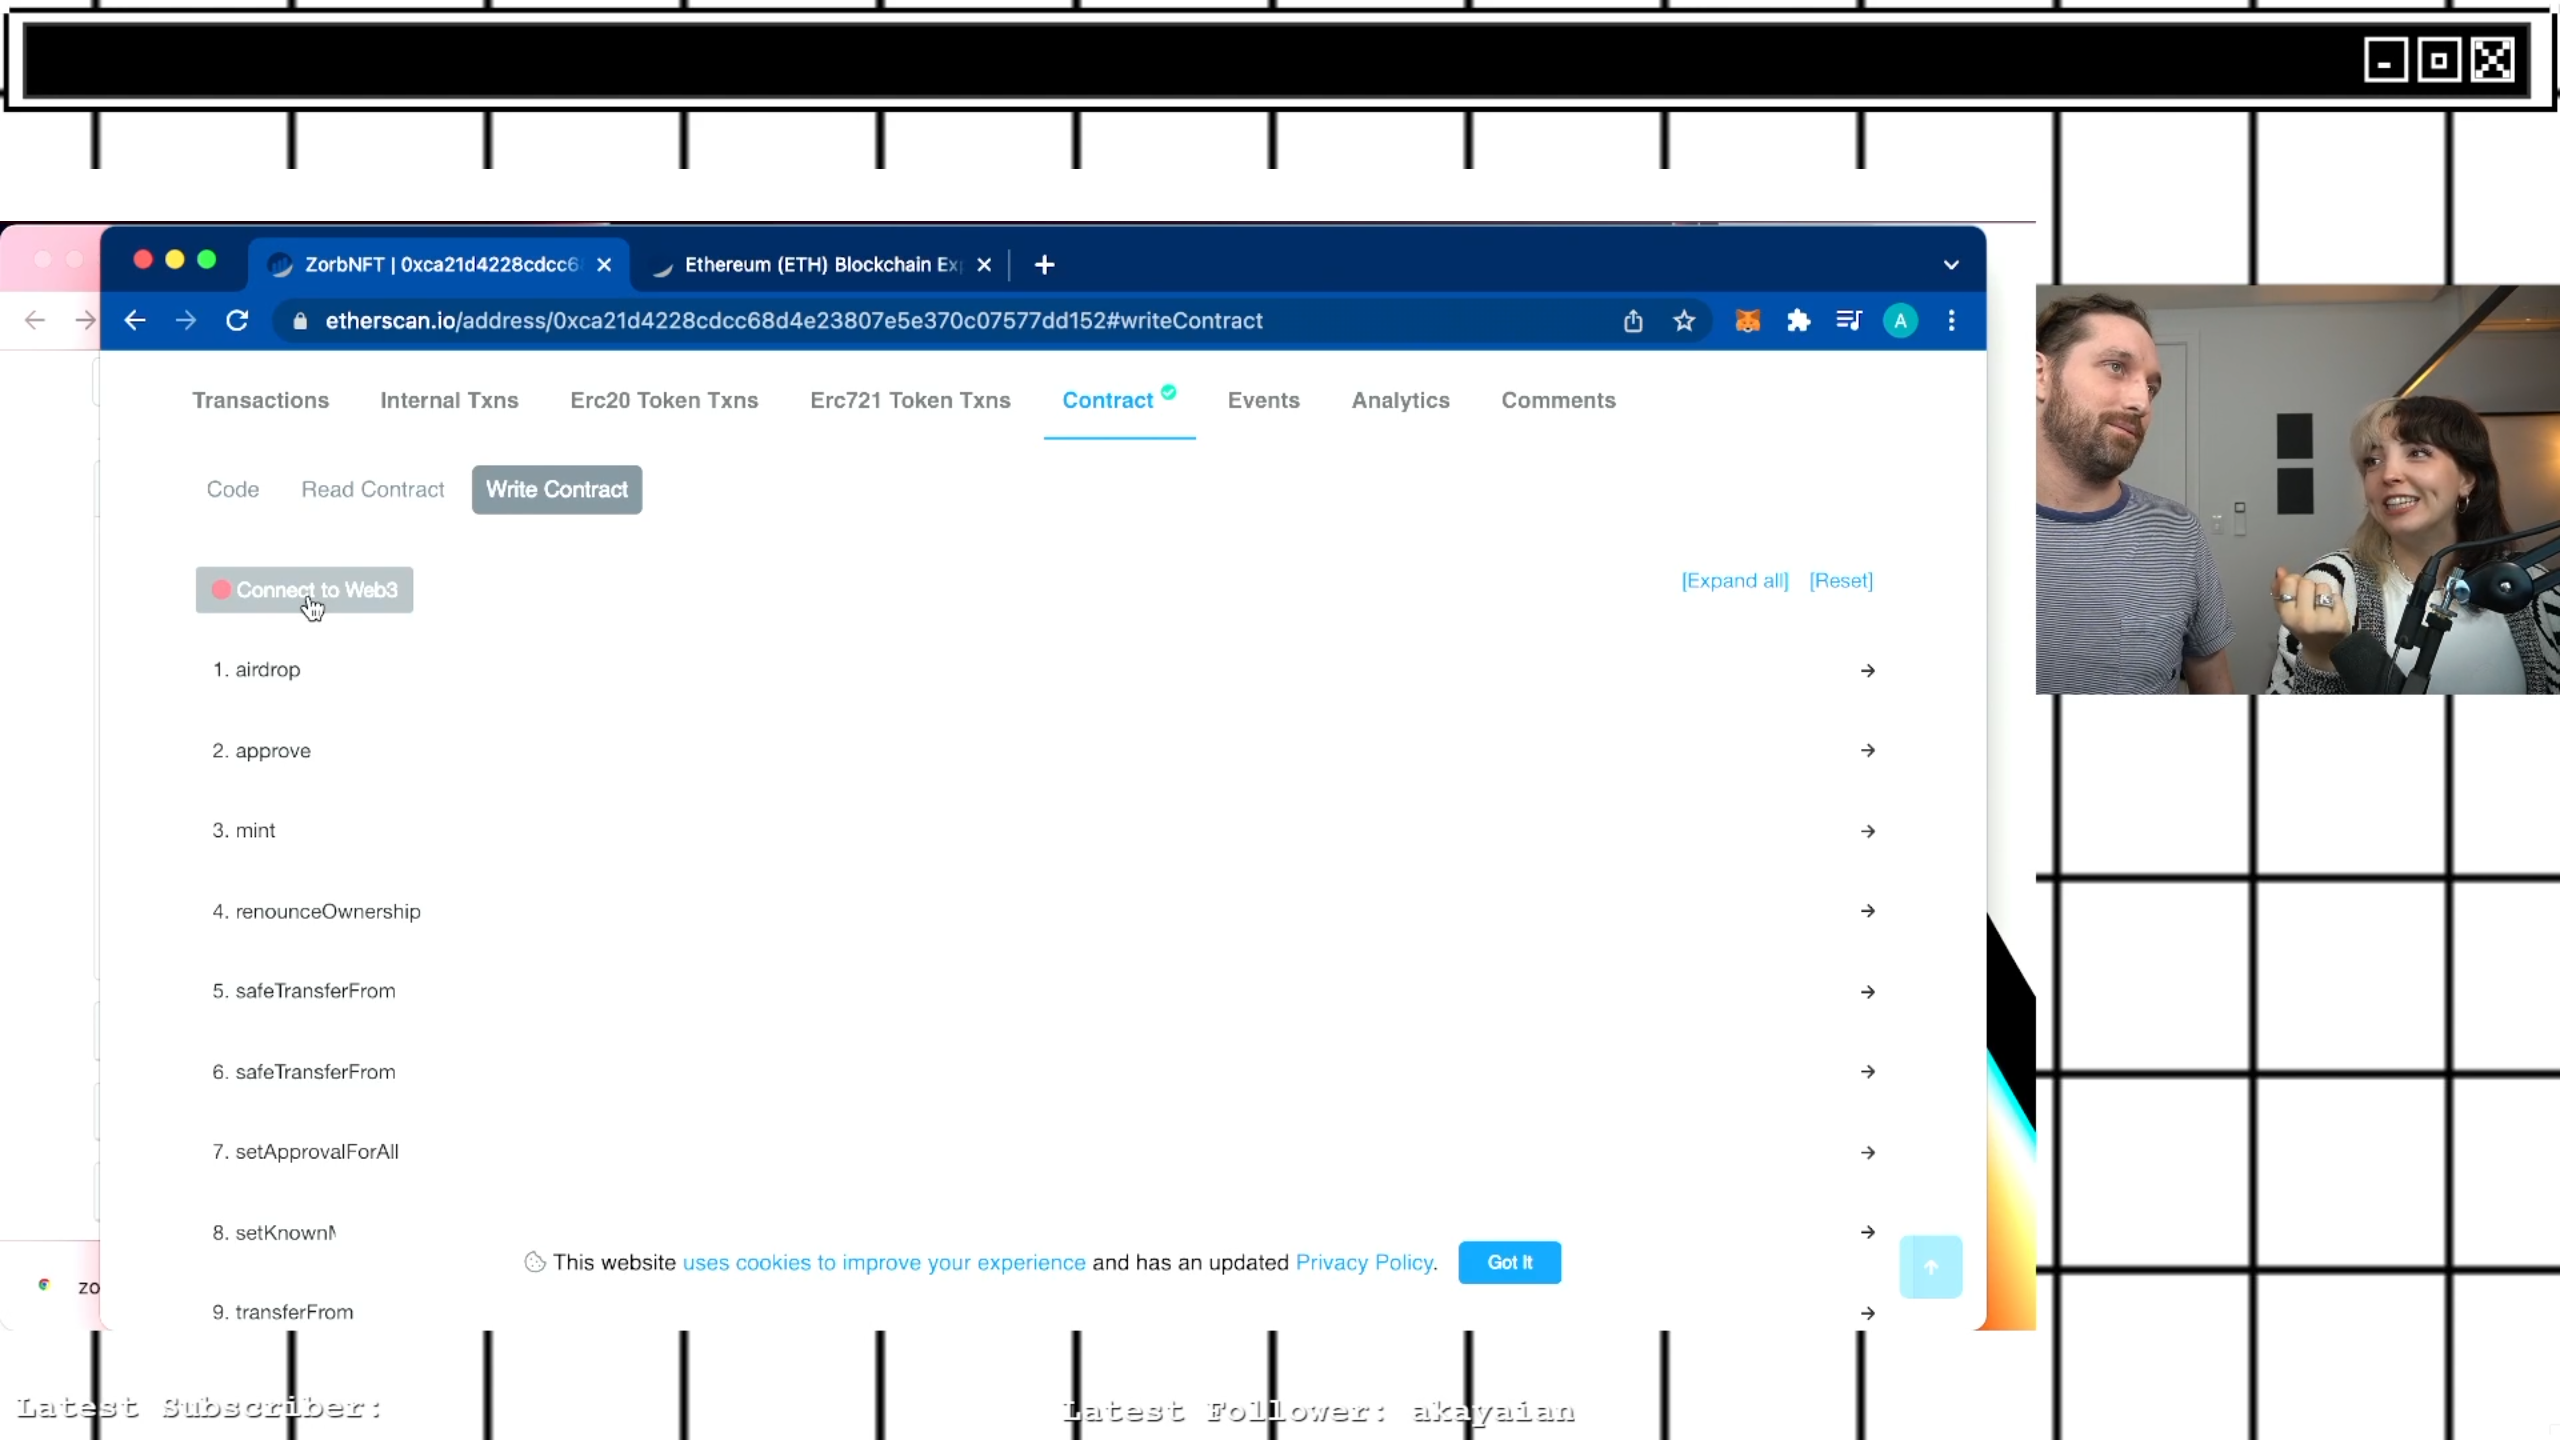 ZorbNFT | 0xca21d4228cdcc6
Ethereum (ETH) Blockchain Ex
etherscan.io/address/0xca21d4228cdcc68d4e23807e5e370c07577dd152#writeContract
A
Transactions
Internal Txns
Erc20 Token Txns
Erc721 Token Txns
Contract
Events
Analytics
Comments
Code
Read Contract
Write Contract
Connect to Web3
[Expand all]
[Reset]
1. airdrop
2. approve
3. mint
4. renounceOwnership
5. safeTransferFrom
6. safeTransferFrom
7. setApprovalForAll
8. setKnown
This website uses cookies to improve your experience and has an updated Privacy Policy.
Got It
zo
9. transferFrom
Latest Subscriber:
Latest Follower: akayaian